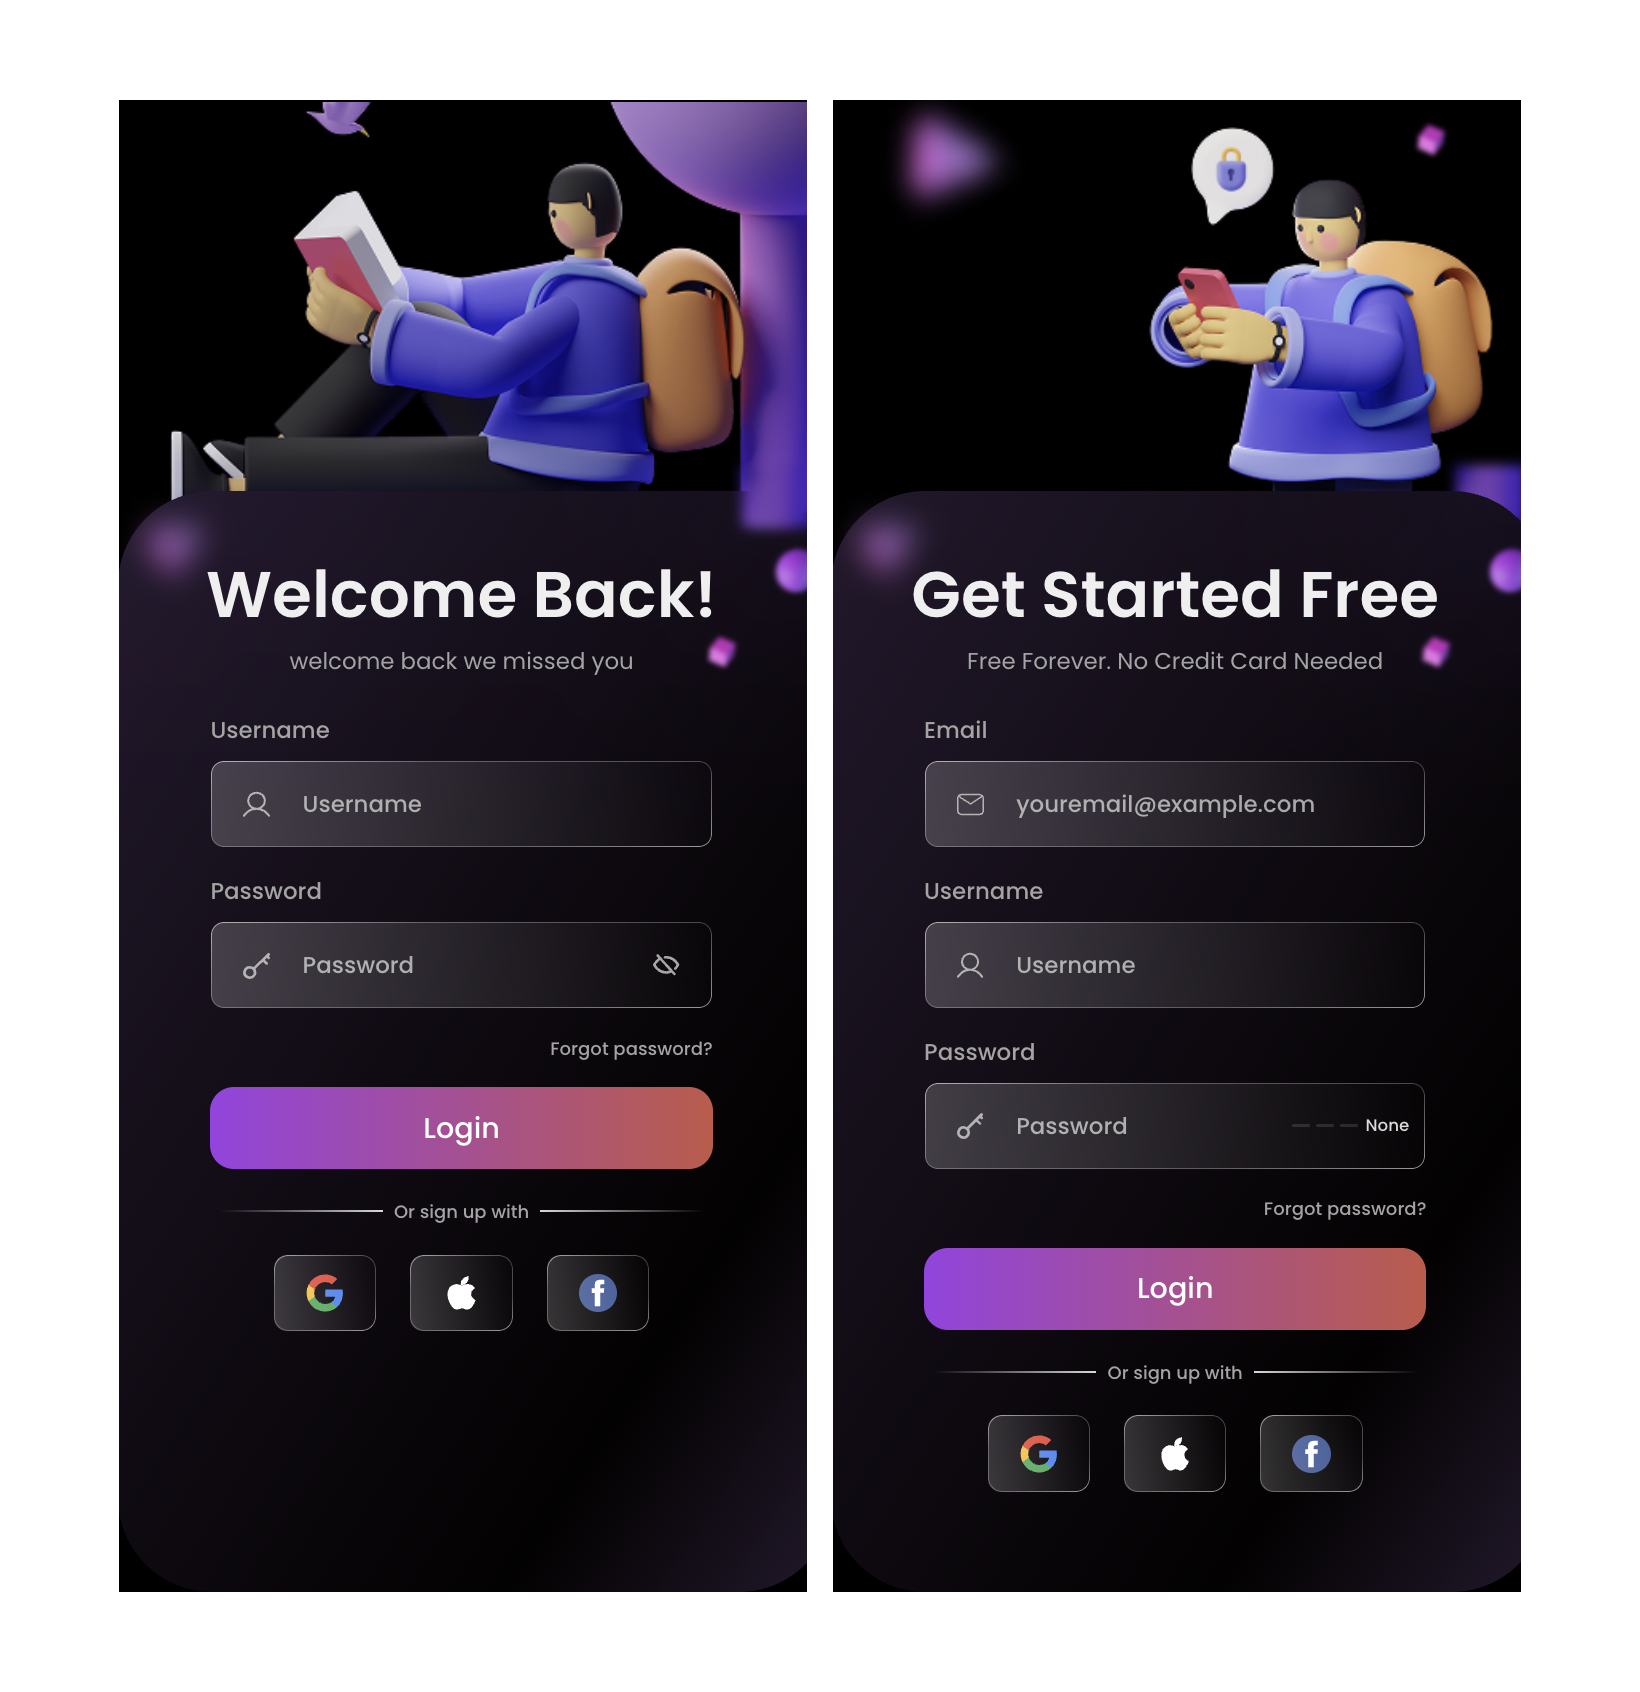 Welcome Back!
welcome back we missed you
Username
Username
Password
Password
Forgot password?
Login
Or sign up with
Get Started Free
Free Forever. No Credit Card Needed
Email
youremail@example.com
Username
Username
Password
Password
None
Forgot password?
Login
Or sign up with